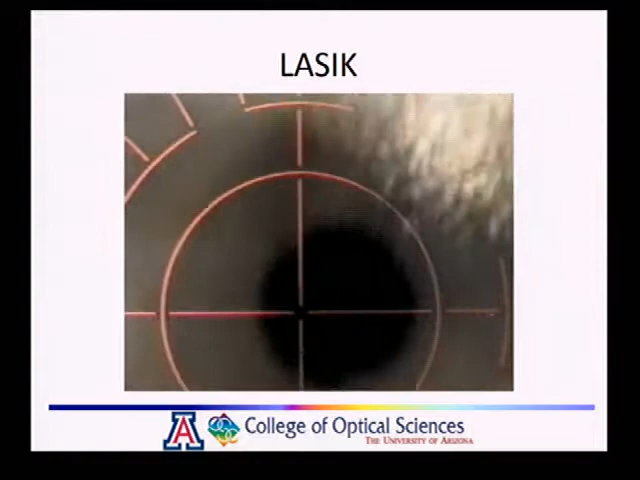 LASIK
A
College of Optical Sciences
THE UNIVERSITY OF ARIZONA